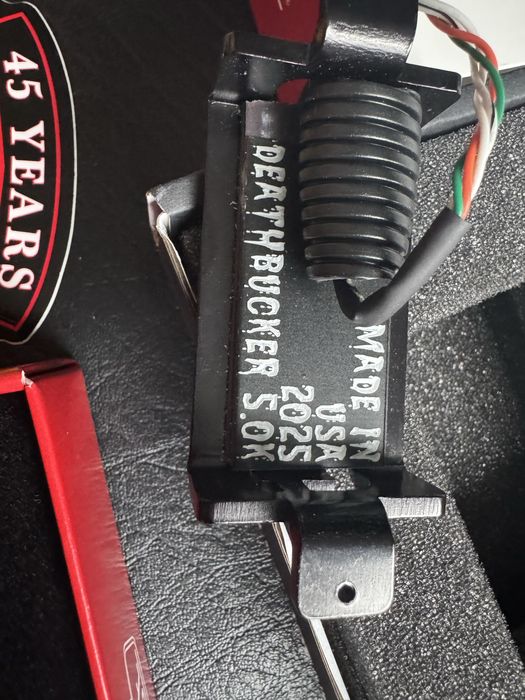 45 YEARS
DEATHBUCKER 5.0K
2025
USA
MADE IN